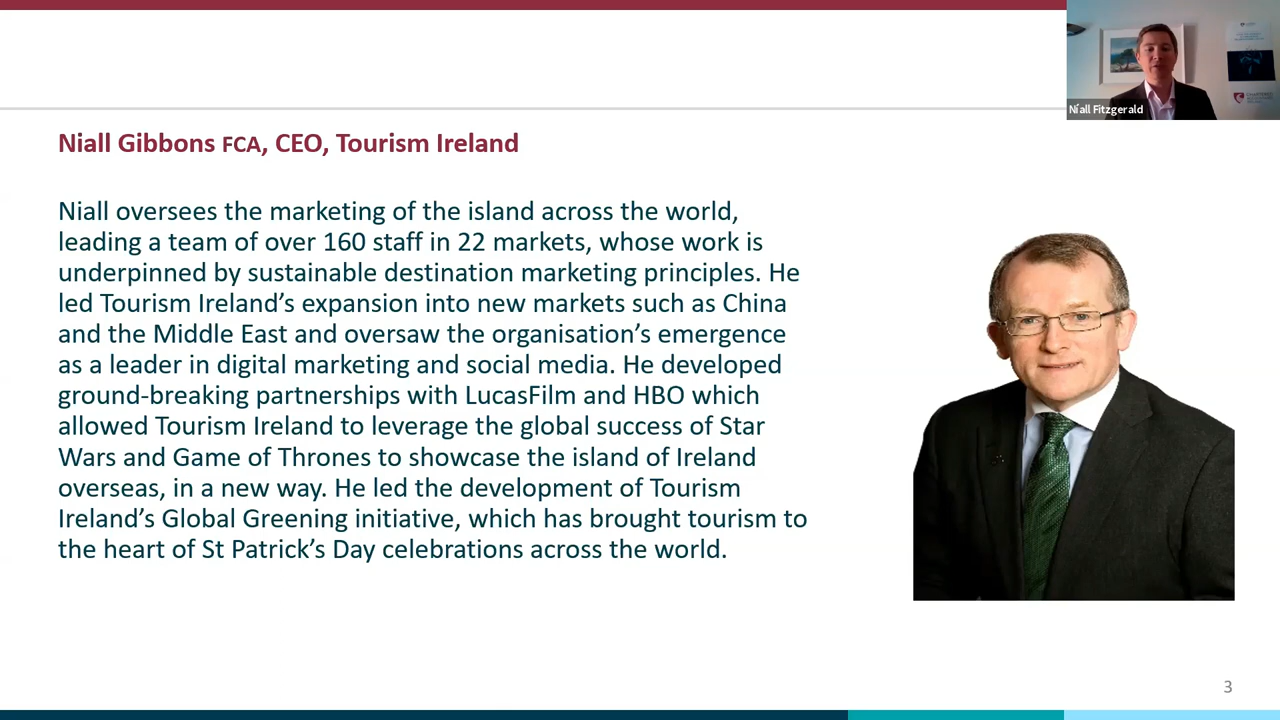 Níall Fitzgerald
Niall Gibbons FCA, CEO, Tourism Ireland
Niall oversees the marketing of the island across the world,
leading a team of over 160 staff in 22 markets, whose work is
underpinned by sustainable destination marketing principles. He
led Tourism Ireland’s expansion into new markets such as China
and the Middle East and oversaw the organisation’s emergence
as a leader in digital marketing and social media. He developed
ground-breaking partnerships with LucasFilm and HBO which
allowed Tourism Ireland to leverage the global success of Star
Wars and Game of Thrones to showcase the island of Ireland
overseas, in a new way. He led the development of Tourism
Ireland’s Global Greening initiative, which has brought tourism to
the heart of St Patrick’s Day celebrations across the world.
3